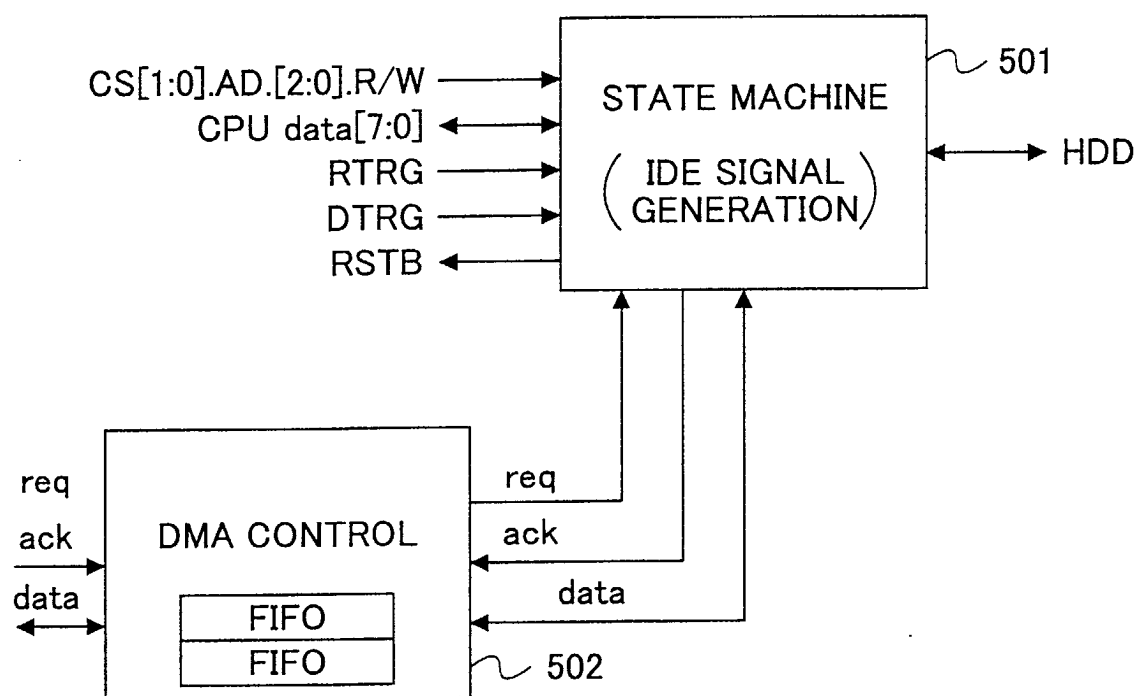 CS[1:0].AD.[2:0].R/W
CPU data[7:0]
RTRG
DTRG
RSTB
STATE MACHINE
IDE SIGNAL
GENERATION
501
HDD
req
ack
data
DMA CONTROL
FIFO
FIFO
502
req
ack
data